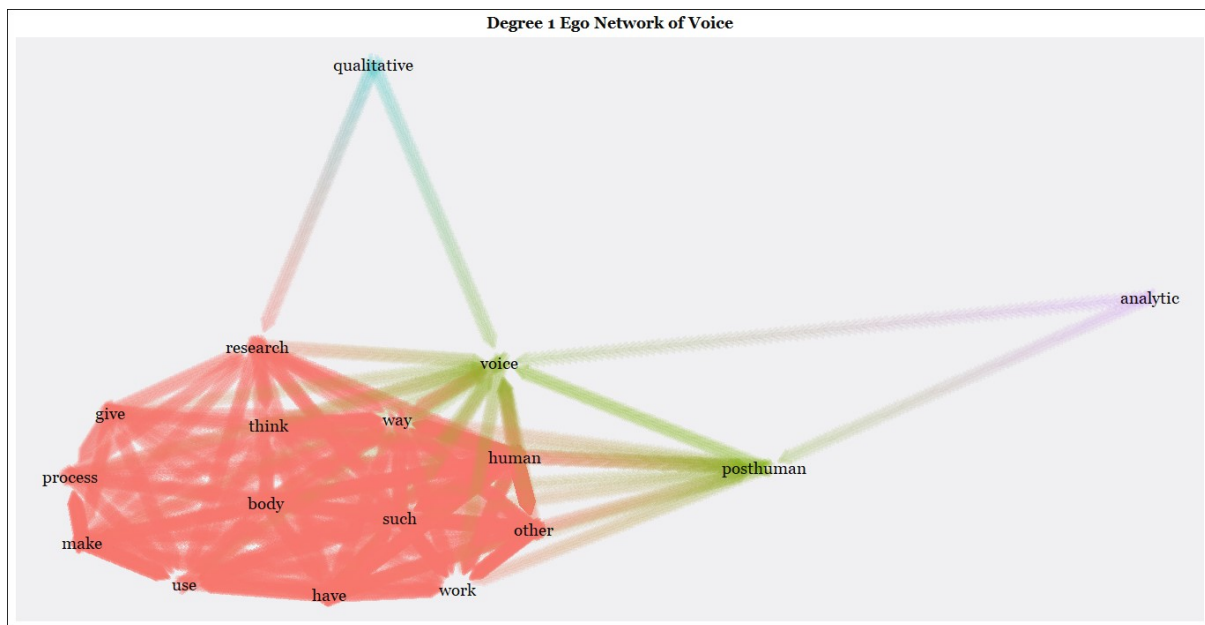 Degree 1 Ego Network of Voice
qualitative
analytic
research
voice
give
way
think
human
posthuman
process
body
such
other
make
use
work
have